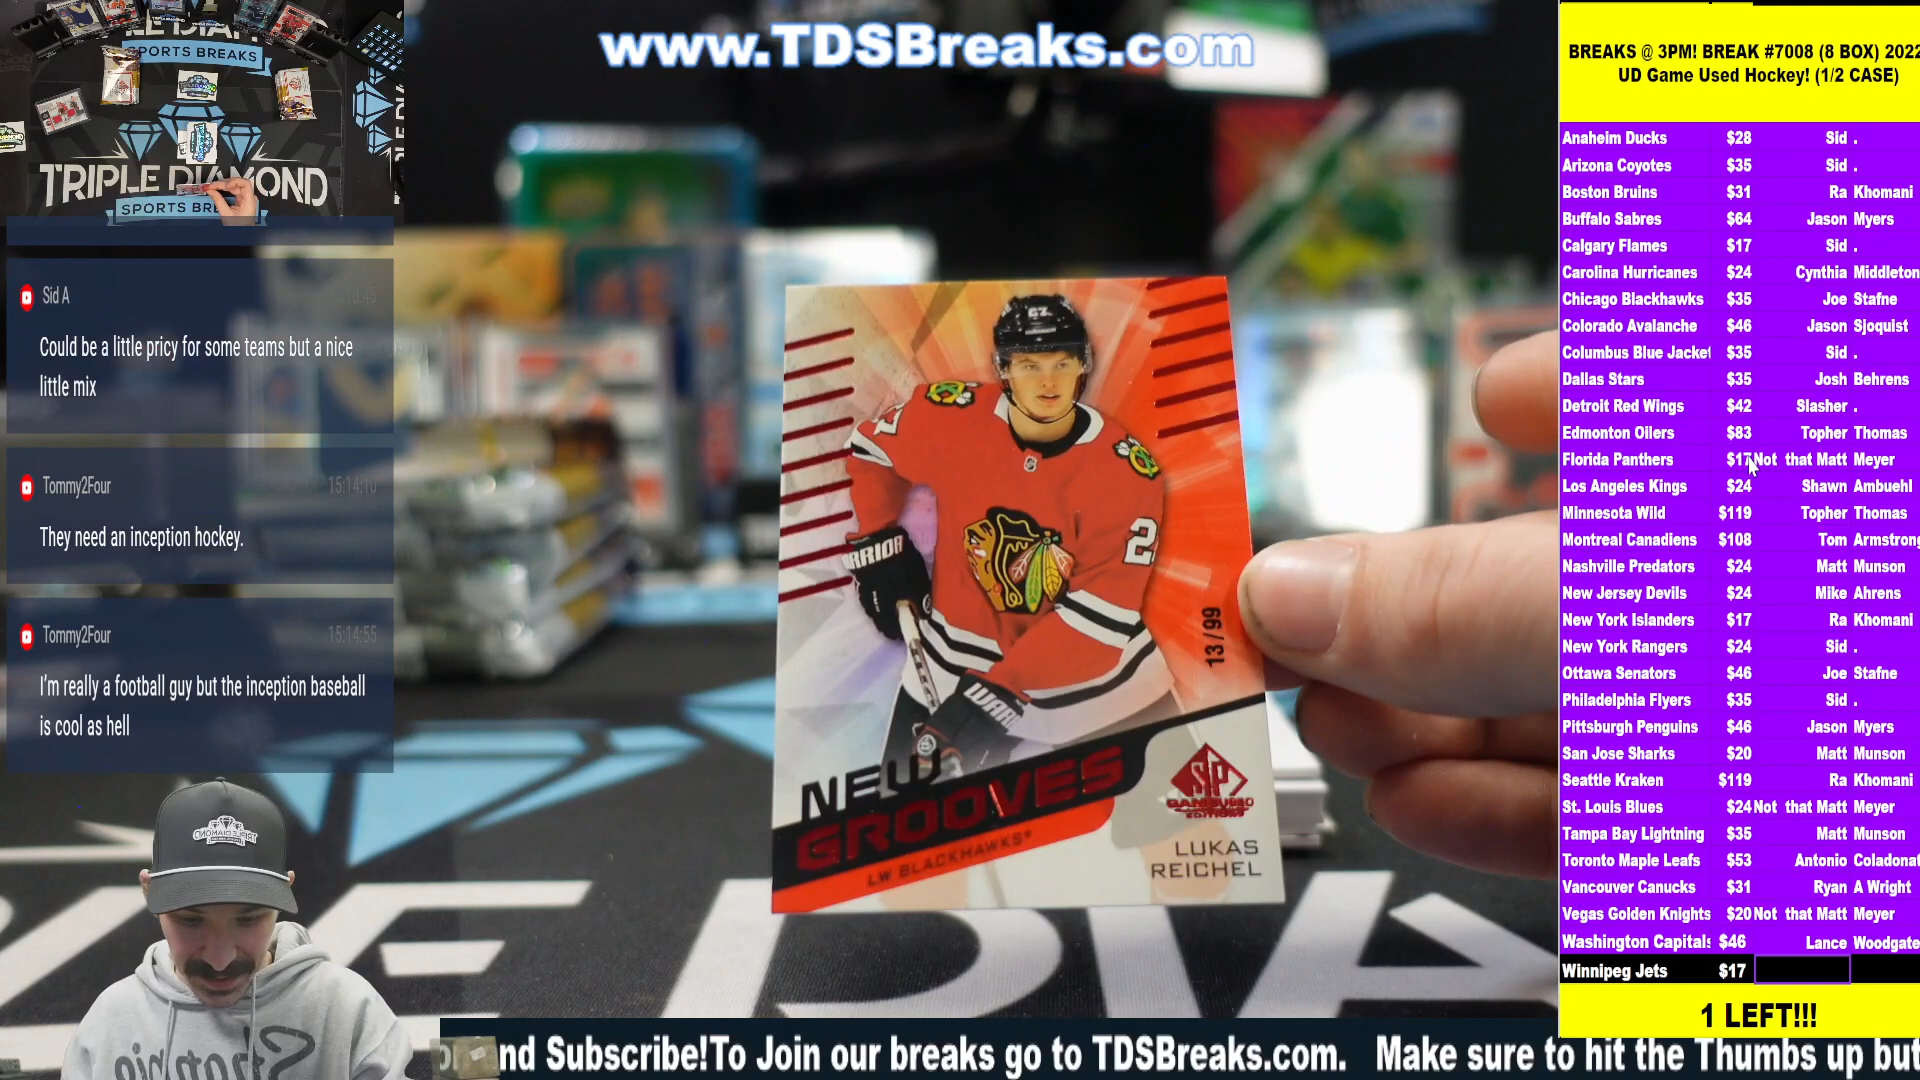 www.TDSBreaks.com
SPORTS BREAKS
TRIPLE DIAMOND
Sid A
Could be a little pricy for some teams but a nice
little mix
Tommy2Four 15:14:10
They need an inception hockey.
Tommy2Four 15:14:55
I'm really a football guy but the inception baseball
is cool as hell
WARRIOR
27
13/99
NEW
GROOVES
LW BLACKHAWKS
SP
GAME USED
EDITION
LUKAS
REICHEL
BREAKS @ 3PM! BREAK #7008 (8 BOX) 2022
UD Game Used Hockey! (1/2 CASE)
Anaheim Ducks $28 Sid .
Arizona Coyotes $35 Sid .
Boston Bruins $31 Ra Khomani
Buffalo Sabres $64 Jason Myers
Calgary Flames $17 Sid .
Carolina Hurricanes $24 Cynthia Middleton
Chicago Blackhawks $35 Joe Stafne
Colorado Avalanche $46 Jason Sjoquist
Columbus Blue Jacket $35 Sid .
Dallas Stars $35 Josh Behrens
Detroit Red Wings $42 Slasher .
Edmonton Oilers $83 Topher Thomas
Florida Panthers $17 Not that Matt Meyer
Los Angeles Kings $24 Shawn Ambuehl
Minnesota Wild $119 Topher Thomas
Montreal Canadiens $108 Tom Armstrong
Nashville Predators $24 Matt Munson
New Jersey Devils $24 Mike Ahrens
New York Islanders $17 Ra Khomani
New York Rangers $24 Sid .
Ottawa Senators $46 Joe Stafne
Philadelphia Flyers $35 Sid .
Pittsburgh Penguins $46 Jason Myers
San Jose Sharks $20 Matt Munson
Seattle Kraken $119 Ra Khomani
St. Louis Blues $24 Not that Matt Meyer
Tampa Bay Lightning $35 Matt Munson
Toronto Maple Leafs $53 Antonio Coladonat
Vancouver Canucks $31 Ryan A Wright
Vegas Golden Knights $20 Not that Matt Meyer
Washington Capitals $46 Lance Woodgate
Winnipeg Jets $17
1 LEFT!!!
nd Subscribe!To Join our breaks go to TDSBreaks.com. Make sure to hit the Thumbs up but